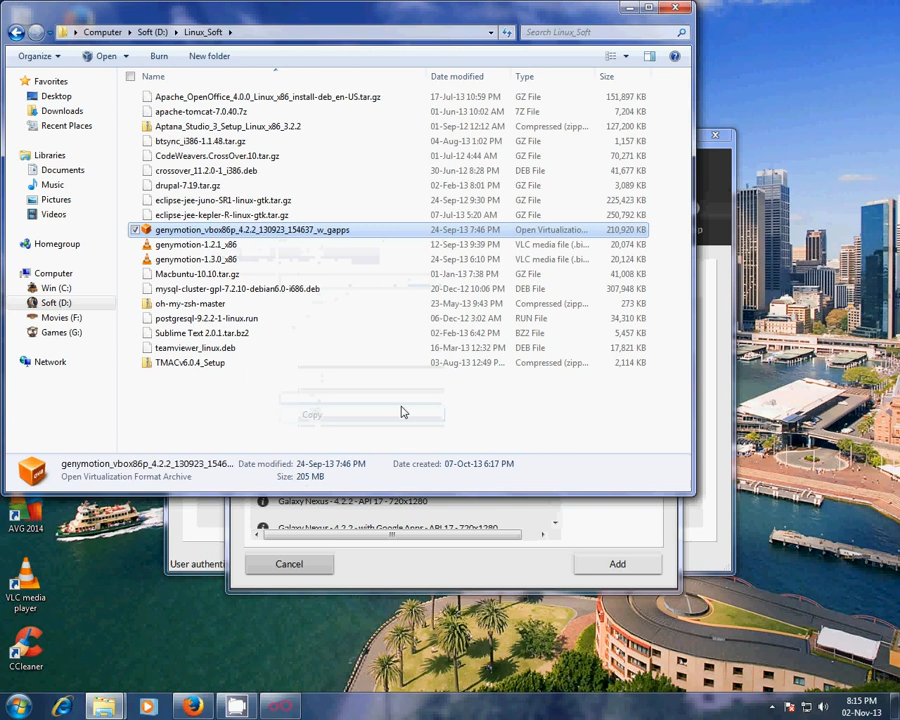 Computer ▸ Soft (D:) ▸ Linux_Soft ▸
Search Linux_Soft
Organize Open Burn New folder
Name Date modified Type Size
Favorites
Desktop
Downloads
Recent Places
Libraries
Documents
Music
Pictures
Videos
Homegroup
Computer
Win (C:)
Soft (D:)
Movies (F:)
Games (G:)
Network
Apache_OpenOffice_4.0.0_Linux_x86_install-deb_en-US.tar.gz 17-Jul-13 10:59 PM GZ File 151,897 KB
apache-tomcat-7.0.40.7z 01-Jun-13 10:02 AM 7Z File 7,204 KB
Aptana_Studio_3_Setup_Linux_x86_3.2.2 01-Sep-12 12:12 AM Compressed (zipp... 127,200 KB
btsync_i386-1.1.48.tar.gz 04-Aug-13 1:02 PM GZ File 1,157 KB
CodeWeavers.CrossOver.10.tar.gz 01-Jul-12 4:44 AM GZ File 70,271 KB
crossover_11.2.0-1_i386.deb 30-Jun-12 8:28 PM DEB File 41,677 KB
drupal-7.19.tar.gz 02-Feb-13 8:01 PM GZ File 3,089 KB
eclipse-jee-juno-SR1-linux-gtk.tar.gz GZ File 225,423 KB
eclipse-jee-kepler-R-linux-gtk.tar.gz 07-Jul-13 5:20 AM GZ File 250,792 KB
genymotion_vbox86p_4.2.2_130923_154637_w_gapps 24-Sep-13 7:46 PM Open Virtualizatio... 210,920 KB
genymotion-1.2.1_x86 12-Sep-13 9:39 PM VLC media file (.bi... 20,074 KB
genymotion-1.3.0_x86 24-Sep-13 6:10 PM VLC media file (.bi... 20,124 KB
Macbuntu-10.10.tar.gz 01-Jan-13 7:38 PM GZ File 41,008 KB
mysql-cluster-gpl-7.2.10-debian6.0-i686.deb 20-Dec-12 10:06 PM DEB File 307,948 KB
oh-my-zsh-master 23-May-13 9:43 PM Compressed (zipp... 273 KB
postgresql-9.2.2-1-linux.run 06-Dec-12 3:02 AM RUN File 34,310 KB
Sublime Text 2.0.1.tar.bz2 02-Feb-13 6:42 PM BZ2 File 5,457 KB
teamviewer_linux.deb 16-Mar-13 12:32 PM DEB File 17,821 KB
TMACv6.0.4_Setup 03-Aug-13 12:49 P... Compressed (zipp... 2,114 KB
Copy
genymotion_vbox86p_4.2.2_130923_1546... Date modified: 24-Sep-13 7:46 PM Date created: 07-Oct-13 6:17 PM
Open Virtualization Format Archive Size: 205 MB
Galaxy Nexus - 4.2.2 - API 17 - 720x1280
Galaxy Nexus - 4.2.2 - with Google Apps - API 17 - 720x1280
User authent
Cancel Add
AVG 2014
VLC media
player
CCleaner
8:15 PM
02-Nov-13